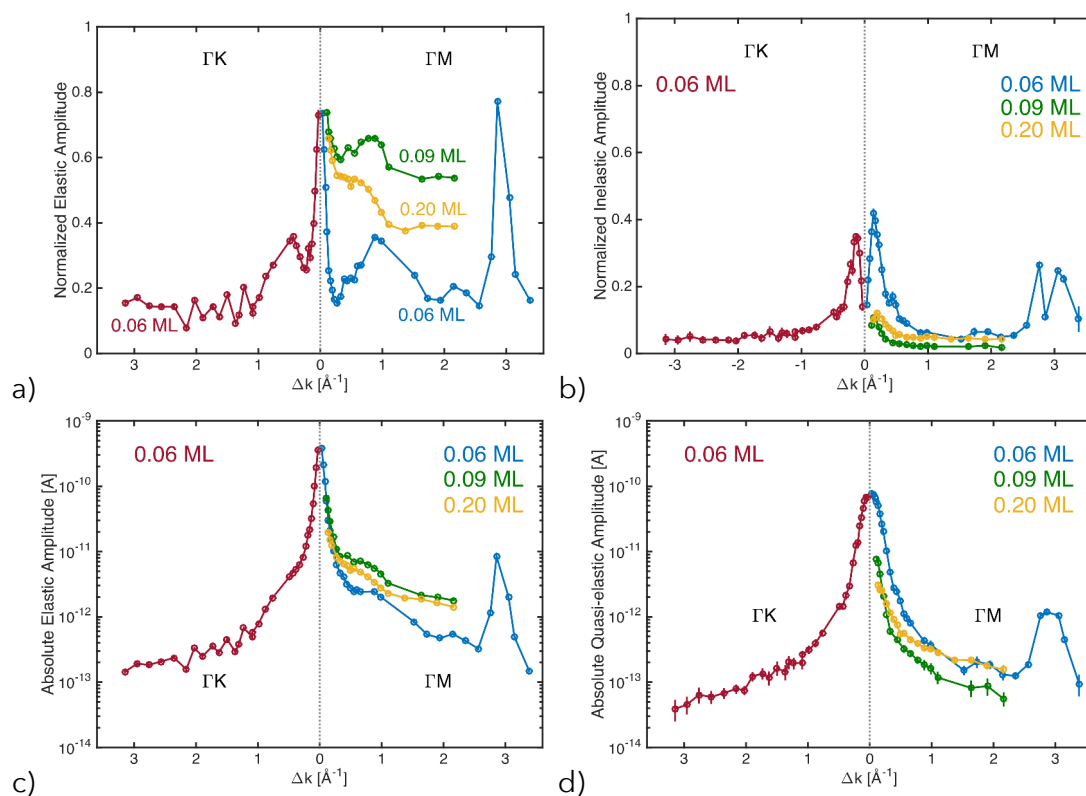 1
0.8
0.6
0.4
0.2
0
Normalized Elastic Amplitude
ΓK
ΓM
0.09 ML
0.20 ML
0.06 ML
0.06 ML
3 2 1 0 1 2 3
Δk [Å⁻¹]
a)
1
0.8
0.6
0.4
0.2
0
Normalized Inelastic Amplitude
ΓK
ΓM
0.06 ML
0.06 ML
0.09 ML
0.20 ML
-3 -2 -1 0 1 2 3
Δk [Å⁻¹]
b)
10⁻⁹
10⁻¹⁰
10⁻¹¹
10⁻¹²
10⁻¹³
10⁻¹⁴
Absolute Elastic Amplitude [A]
0.06 ML
0.06 ML
0.09 ML
0.20 ML
ΓK
ΓM
3 2 1 0 1 2 3
Δk [Å⁻¹]
c)
10⁻⁹
10⁻¹⁰
10⁻¹¹
10⁻¹²
10⁻¹³
10⁻¹⁴
Absolute Quasi-elastic Amplitude [A]
0.06 ML
0.06 ML
0.09 ML
0.20 ML
ΓK
ΓM
3 2 1 0 1 2 3
Δk [Å⁻¹]
d)